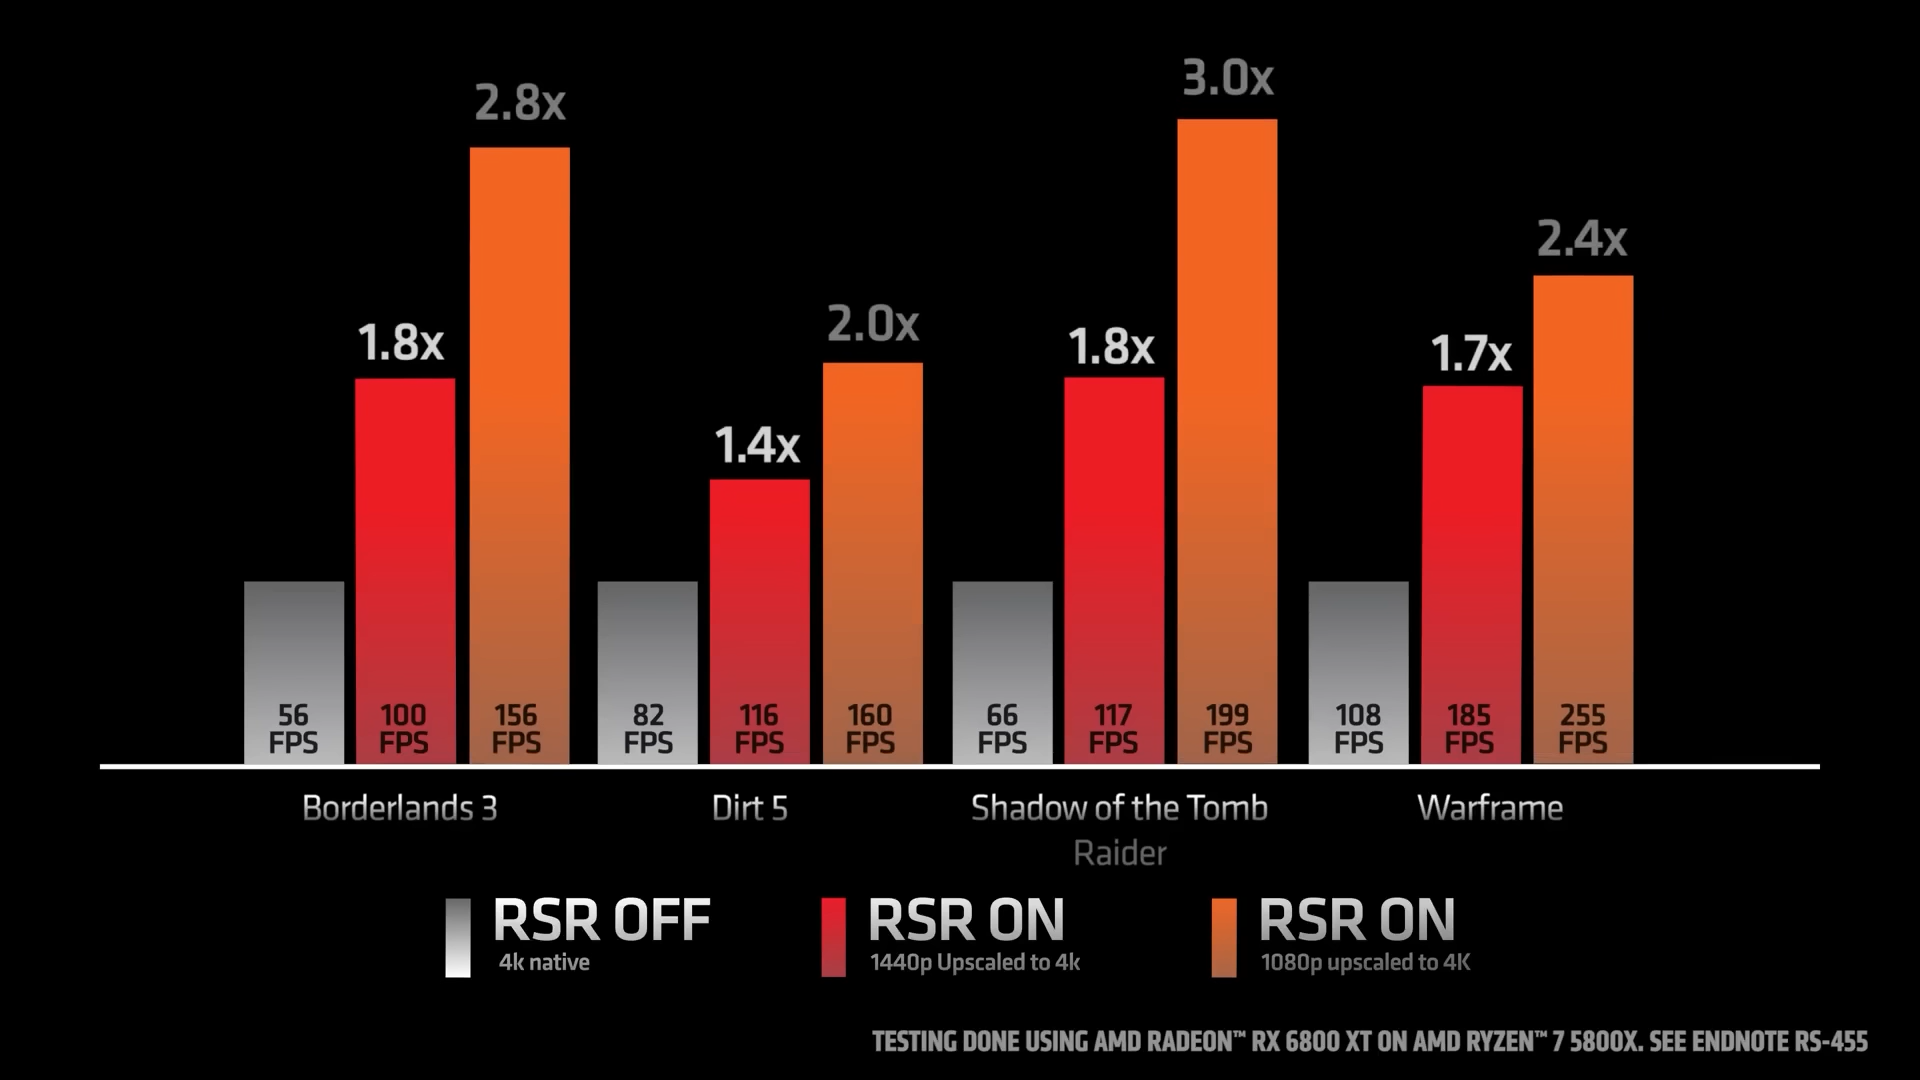 3.0x
2.8x
2.4x
2.0x
1.8x
1.8x
1.7x
1.4x
56 FPS
100 FPS
156 FPS
82 FPS
116 FPS
160 FPS
66 FPS
117 FPS
199 FPS
108 FPS
185 FPS
255 FPS
Borderlands 3
Dirt 5
Shadow of the Tomb
Raider
Warframe
RSR OFF
4k native
RSR ON
1440p Upscaled to 4k
RSR ON
1080p upscaled to 4K
TESTING DONE USING AMD RADEON™ RX 6800 XT ON AMD RYZEN™ 7 5800X. SEE ENDNOTE RS-455